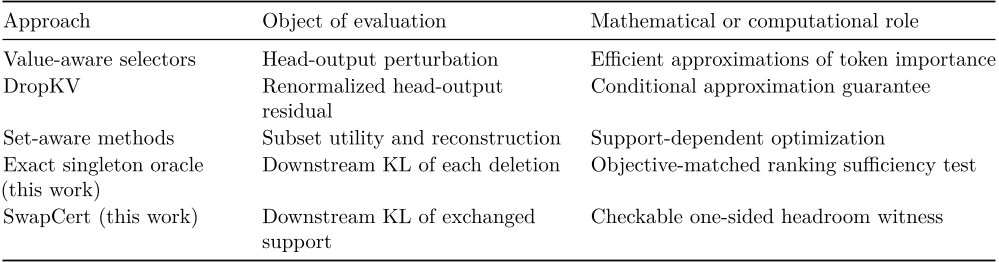 Approach Object of evaluation Mathematical or computational role
Value-aware selectors Head-output perturbation Efficient approximations of token importance
DropKV Renormalized head-output Conditional approximation guarantee
residual
Set-aware methods Subset utility and reconstruction Support-dependent optimization
Exact singleton oracle Downstream KL of each deletion Objective-matched ranking sufficiency test
(this work)
SwapCert (this work) Downstream KL of exchanged Checkable one-sided headroom witness
support